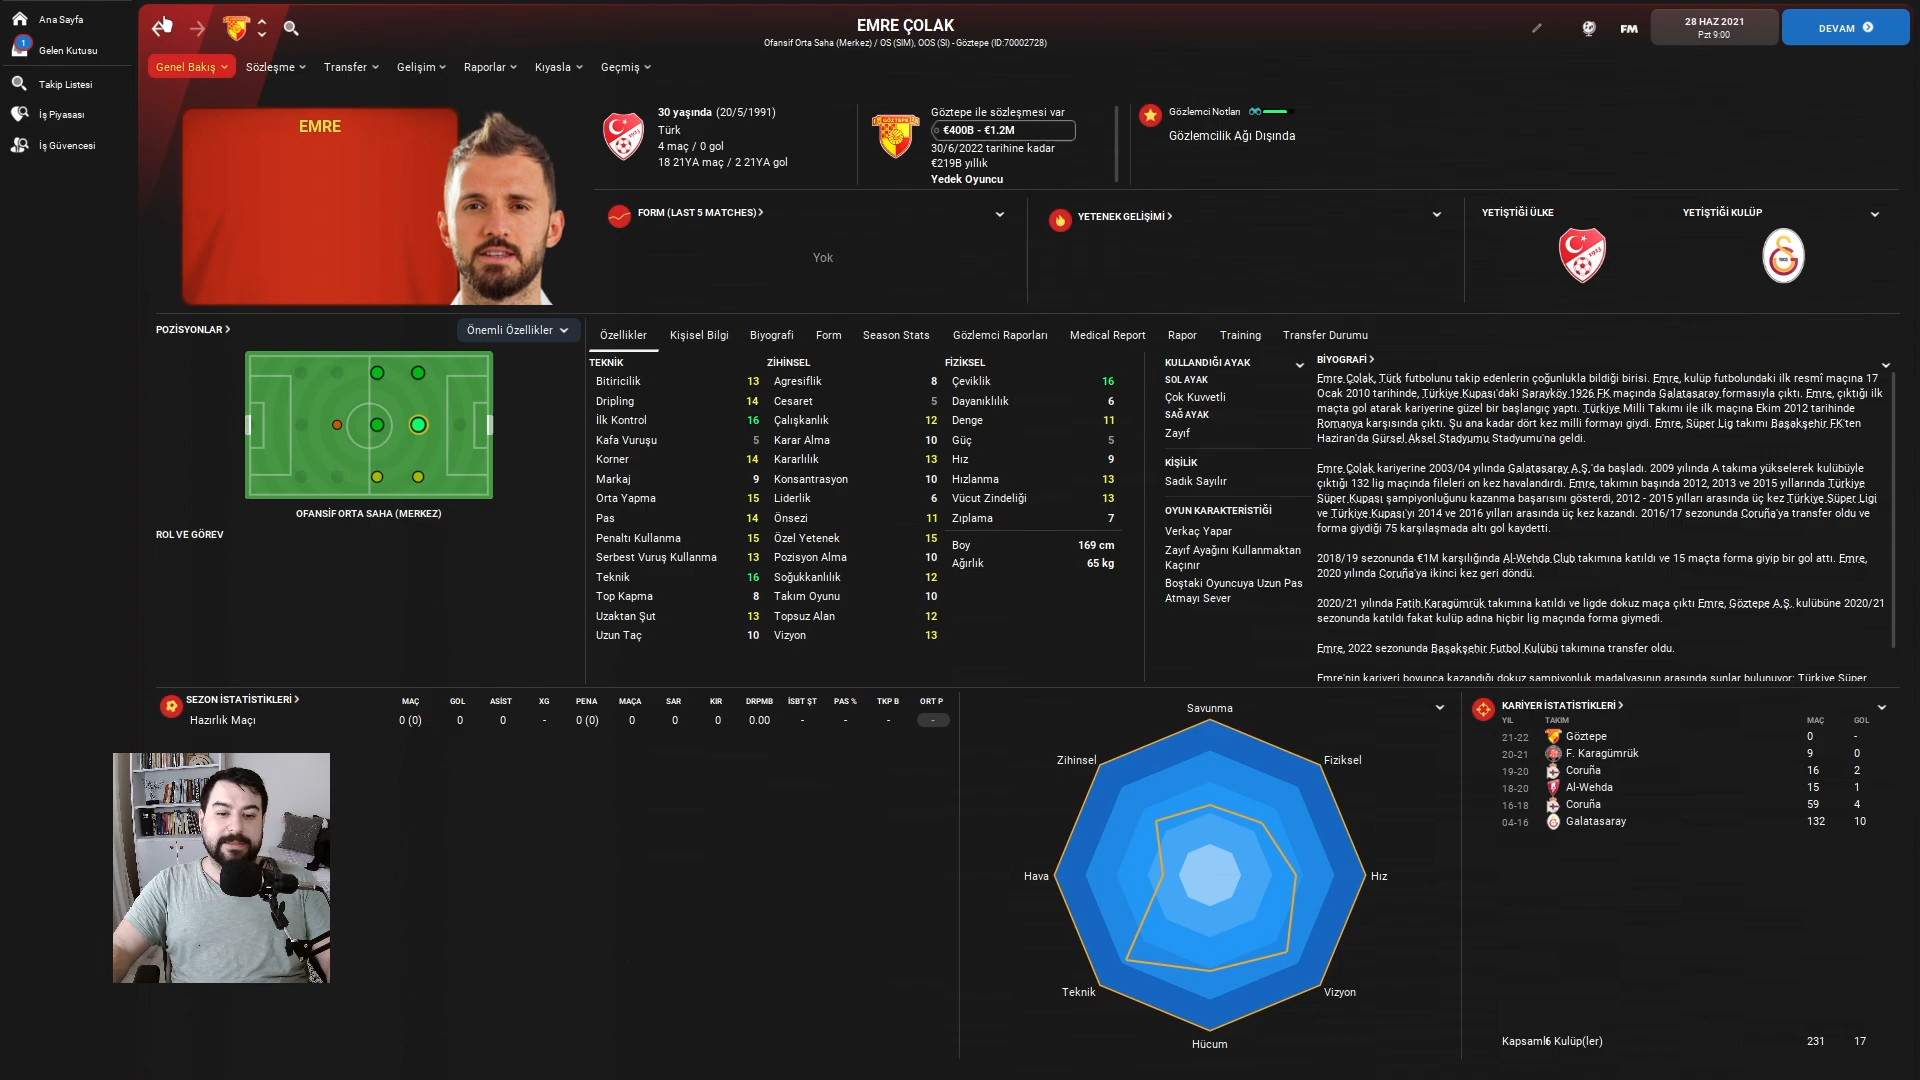 Ana Sayfa
1
Gelen Kutusu
Takip Listesi
İş Piyasası
İş Güvencesi
EMRE ÇOLAK
Ofansif Orta Saha (Merkez) / OS (SIM), OOS (SI) - Göztepe (ID:70002728)
FM
28 HAZ 2021
Pzt 9:00
DEVAM
Genel Bakış
Sözleşme
Transfer
Gelişim
Raporlar
Kıyasla
Geçmiş
EMRE
30 yaşında (20/5/1991)
Türk
4 maç / 0 gol
18 21YA maç / 2 21YA gol
GÖZTEPE
Göztepe ile sözleşmesi var
€400B - €1.2M
30/6/2022 tarihine kadar
€219B yıllık
Yedek Oyuncu
Gözlemci Notları
Gözlemcilik Ağı Dışında
FORM (LAST 5 MATCHES)
Yok
YETENEK GELİŞİMİ
YETİŞTİĞİ ÜLKE
YETİŞTİĞİ KULÜP
POZİSYONLAR
Önemli Özellikler
OFANSİF ORTA SAHA (MERKEZ)
ROL VE GÖREV
Özellikler
Kişisel Bilgi
Biyografi
Form
Season Stats
Gözlemci Raporları
Medical Report
Rapor
Training
Transfer Durumu
TEKNİK
Bitiricilik 13
Dripling 14
İlk Kontrol 16
Kafa Vuruşu 5
Korner 14
Markaj 9
Orta Yapma 15
Pas 14
Penaltı Kullanma 15
Serbest Vuruş Kullanma 13
Teknik 16
Top Kapma 8
Uzaktan Şut 13
Uzun Taç 10
ZİHİNSEL
Agresiflik 8
Cesaret 5
Çalışkanlık 12
Karar Alma 10
Kararlılık 13
Konsantrasyon 10
Liderlik 6
Önsezi 11
Özel Yetenek 15
Pozisyon Alma 10
Soğukkanlılık 12
Takım Oyunu 10
Topsuz Alan 12
Vizyon 13
FİZİKSEL
Çeviklik 16
Dayanıklılık 6
Denge 11
Güç 5
Hız 9
Hızlanma 13
Vücut Zindeliği 13
Zıplama 7
Boy 169 cm
Ağırlık 65 kg
KULLANDIĞI AYAK
SOL AYAK
Çok Kuvvetli
SAĞ AYAK
Zayıf
KİŞİLİK
Sadık Sayılır
OYUN KARAKTERİSTİĞİ
Verkaç Yapar
Zayıf Ayağını Kullanmaktan
Kaçınır
Boştaki Oyuncuya Uzun Pas
Atmayı Sever
BİYOGRAFİ
Emre Çolak, Türk futbolunu takip edenlerin çoğunlukla bildiği birisi. Emre, kulüp futbolundaki ilk resmî maçına 17
Ocak 2010 tarihinde, Türkiye Kupası'daki Sarayköy 1926 FK maçında Galatasaray formasıyla çıktı. Emre, çıktığı ilk
maçta gol atarak kariyerine güzel bir başlangıç yaptı. Türkiye Milli Takımı ile ilk maçına Ekim 2012 tarihinde
Romanya karşısında çıktı. Şu ana kadar dört kez milli formayı giydi. Emre, Süper Lig takımı Başakşehir FK'ten
Haziran'da Gürsel Aksel Stadyumu Stadyumu'na geldi.
Emre Çolak kariyerine 2003/04 yılında Galatasaray A.Ş.'da başladı. 2009 yılında A takıma yükselerek kulübüyle
çıktığı 132 lig maçında fileleri on kez havalandırdı. Emre, takımın başında 2012, 2013 ve 2015 yıllarında Türkiye
Süper Kupası şampiyonluğunu kazanma başarısını gösterdi, 2012 - 2015 yılları arasında üç kez Türkiye Süper Ligi
ve Türkiye Kupası'yı 2014 ve 2016 yılları arasında üç kez kazandı. 2016/17 sezonunda Coruña'ya transfer oldu ve
forma giydiği 75 karşılaşmada altı gol kaydetti.
2018/19 sezonunda €1M karşılığında Al-Wehda Club takımına katıldı ve 15 maçta forma giyip bir gol attı. Emre,
2020 yılında Coruña'ya ikinci kez geri döndü.
2020/21 yılında Fatih Karagümrük takımına katıldı ve ligde dokuz maça çıktı Emre, Göztepe A.Ş. kulübüne 2020/21
sezonunda katıldı fakat kulüp adına hiçbir lig maçında forma giymedi.
Emre, 2022 sezonunda Başakşehir Futbol Kulübü takımına transfer oldu.
Emre'nin kariyeri boyunca kazandığı dokuz şampiyonluk madalyasının arasında şunlar bulunuyor: Türkiye Süper
SEZON İSTATİSTİKLERİ MAÇ GOL ASİST XG PENA MAÇA SAR KIR DRPMB İSBT ŞT PAS % TKP B ORT P
Hazırlık Maçı 0 (0) 0 0 - 0 (0) 0 0 0 0.00 - - - -
Savunma
Fiziksel
Hız
Vizyon
Hücum
Teknik
Hava
Zihinsel
KARİYER İSTATİSTİKLERİ
YIL TAKIM MAÇ GOL
21-22 Göztepe 0 -
20-21 F. Karagümrük 9 0
19-20 Coruña 16 2
18-20 Al-Wehda 15 1
16-18 Coruña 59 4
04-16 Galatasaray 132 10
Kapsamlı 6 Kulüp(ler) 231 17